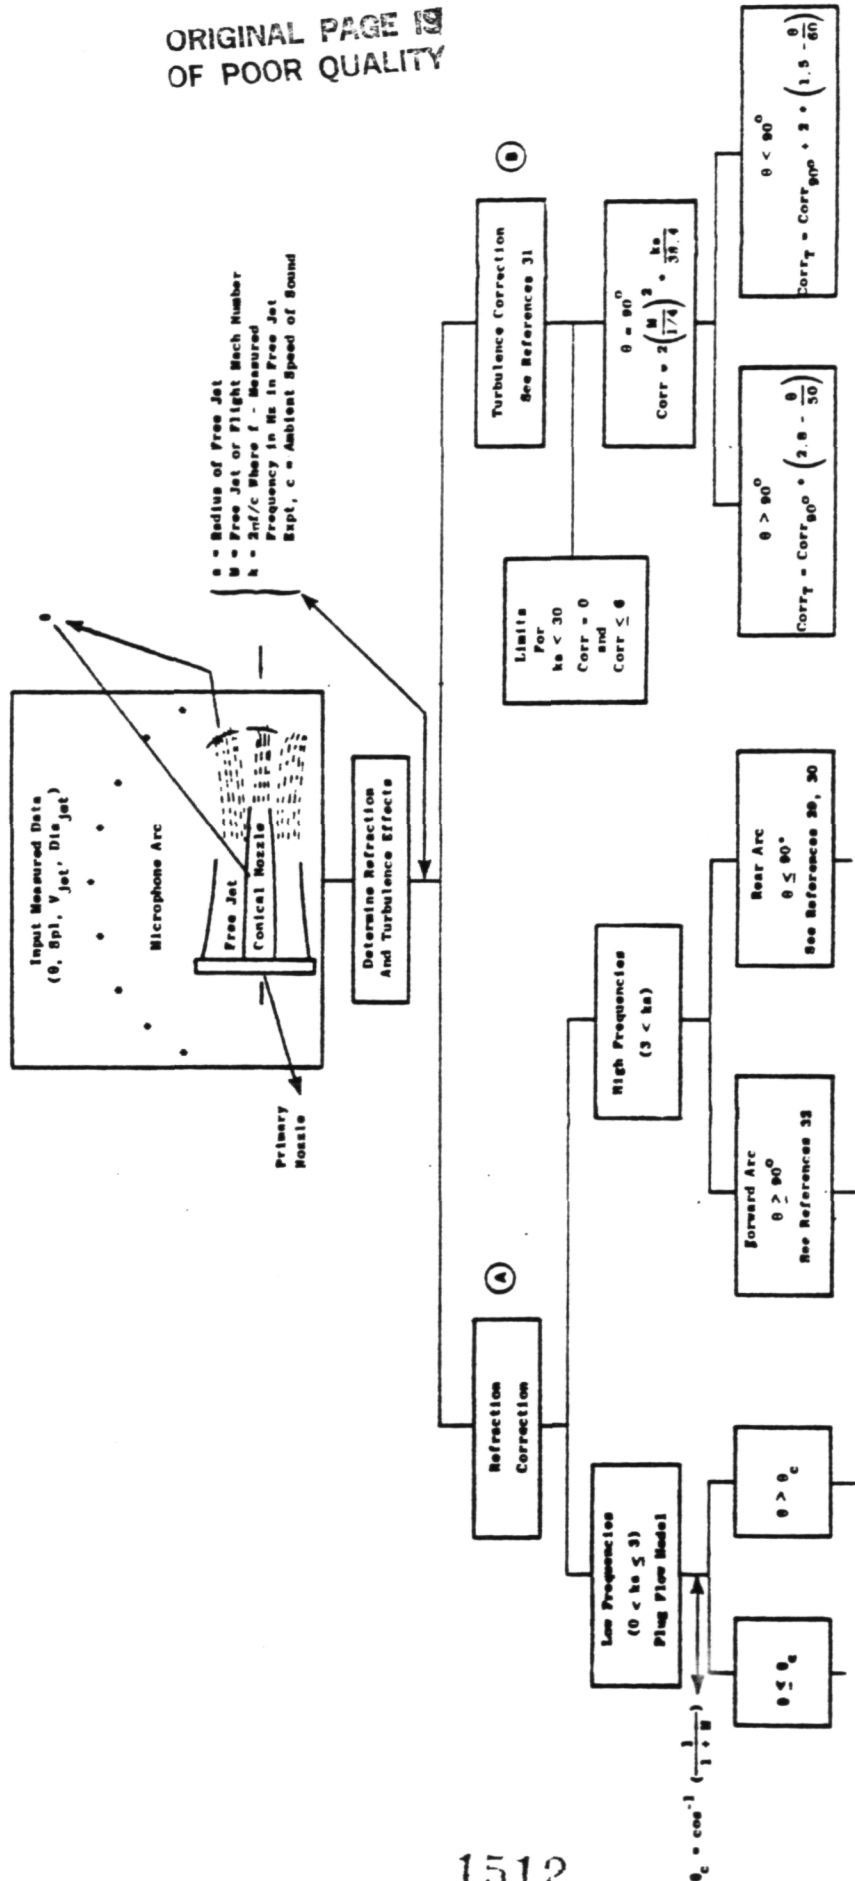 ORIGINAL PAGE IS
OF POOR QUALITY
Input Measured Data
(θ, Spl, V_jet, Dia_jet)
Microphone Arc
Free Jet
Conical Nozzle
θ
Primary
Nozzle
a = Radius of Free Jet
M = Free Jet or Flight Mach Number
k = 2πf/c Where f - Measured
Frequency in Hz in Free Jet
Expt, c = Ambient Speed of Sound
Determine Refraction
And Turbulence Effects
A
Refraction
Correction
B
Turbulence Correction
See References 31
Limits
For
ka < 30
Corr = 0
and
Corr ≤ 6
θ = 90°
Corr = 2(M/(1/4))² * ka/38.4
θ > 90°
Corr_T = Corr_90° * (2.8 - θ/50)
θ < 90°
Corr_T = Corr_90° + 2 * (1.5 - θ/60)
Low Frequencies
(0 < ka ≤ 3)
Plug Flow Model
High Frequencies
(3 < ka)
θ_c = cos⁻¹ (1/(1 + M))
θ ≤ θ_c
θ > θ_c
Forward Arc
θ ≥ 90°
See References 32
Rear Arc
θ ≤ 90°
See References 29, 30
1512